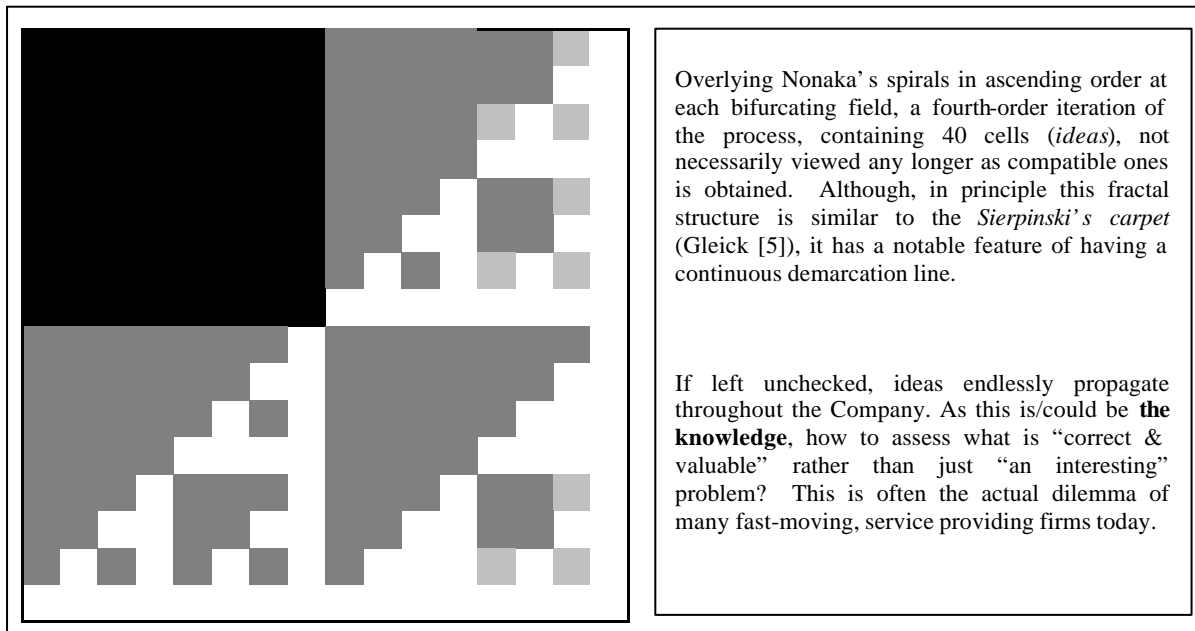 Overlying Nonaka's spirals in ascending order at
each bifurcating field, a fourth-order iteration of
the process, containing 40 cells (ideas), not
necessarily viewed any longer as compatible ones
is obtained. Although, in principle this fractal
structure is similar to the Sierpinski's carpet
(Gleick [5]), it has a notable feature of having a
continuous demarcation line.
If left unchecked, ideas endlessly propagate
throughout the Company. As this is/could be the
knowledge, how to assess what is “correct &
valuable” rather than just “an interesting”
problem? This is often the actual dilemma of
many fast-moving, service providing firms today.